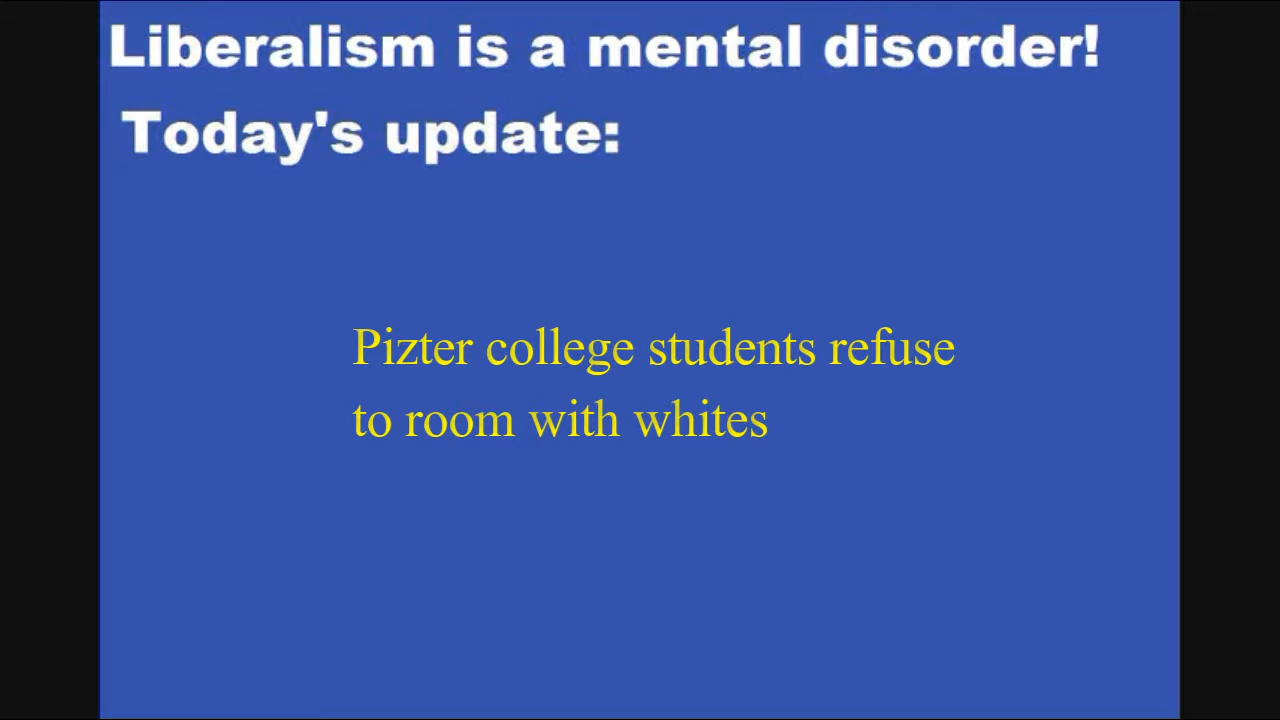 Liberalism is a mental disorder!
Today's update:
Pizter college students refuse
to room with whites